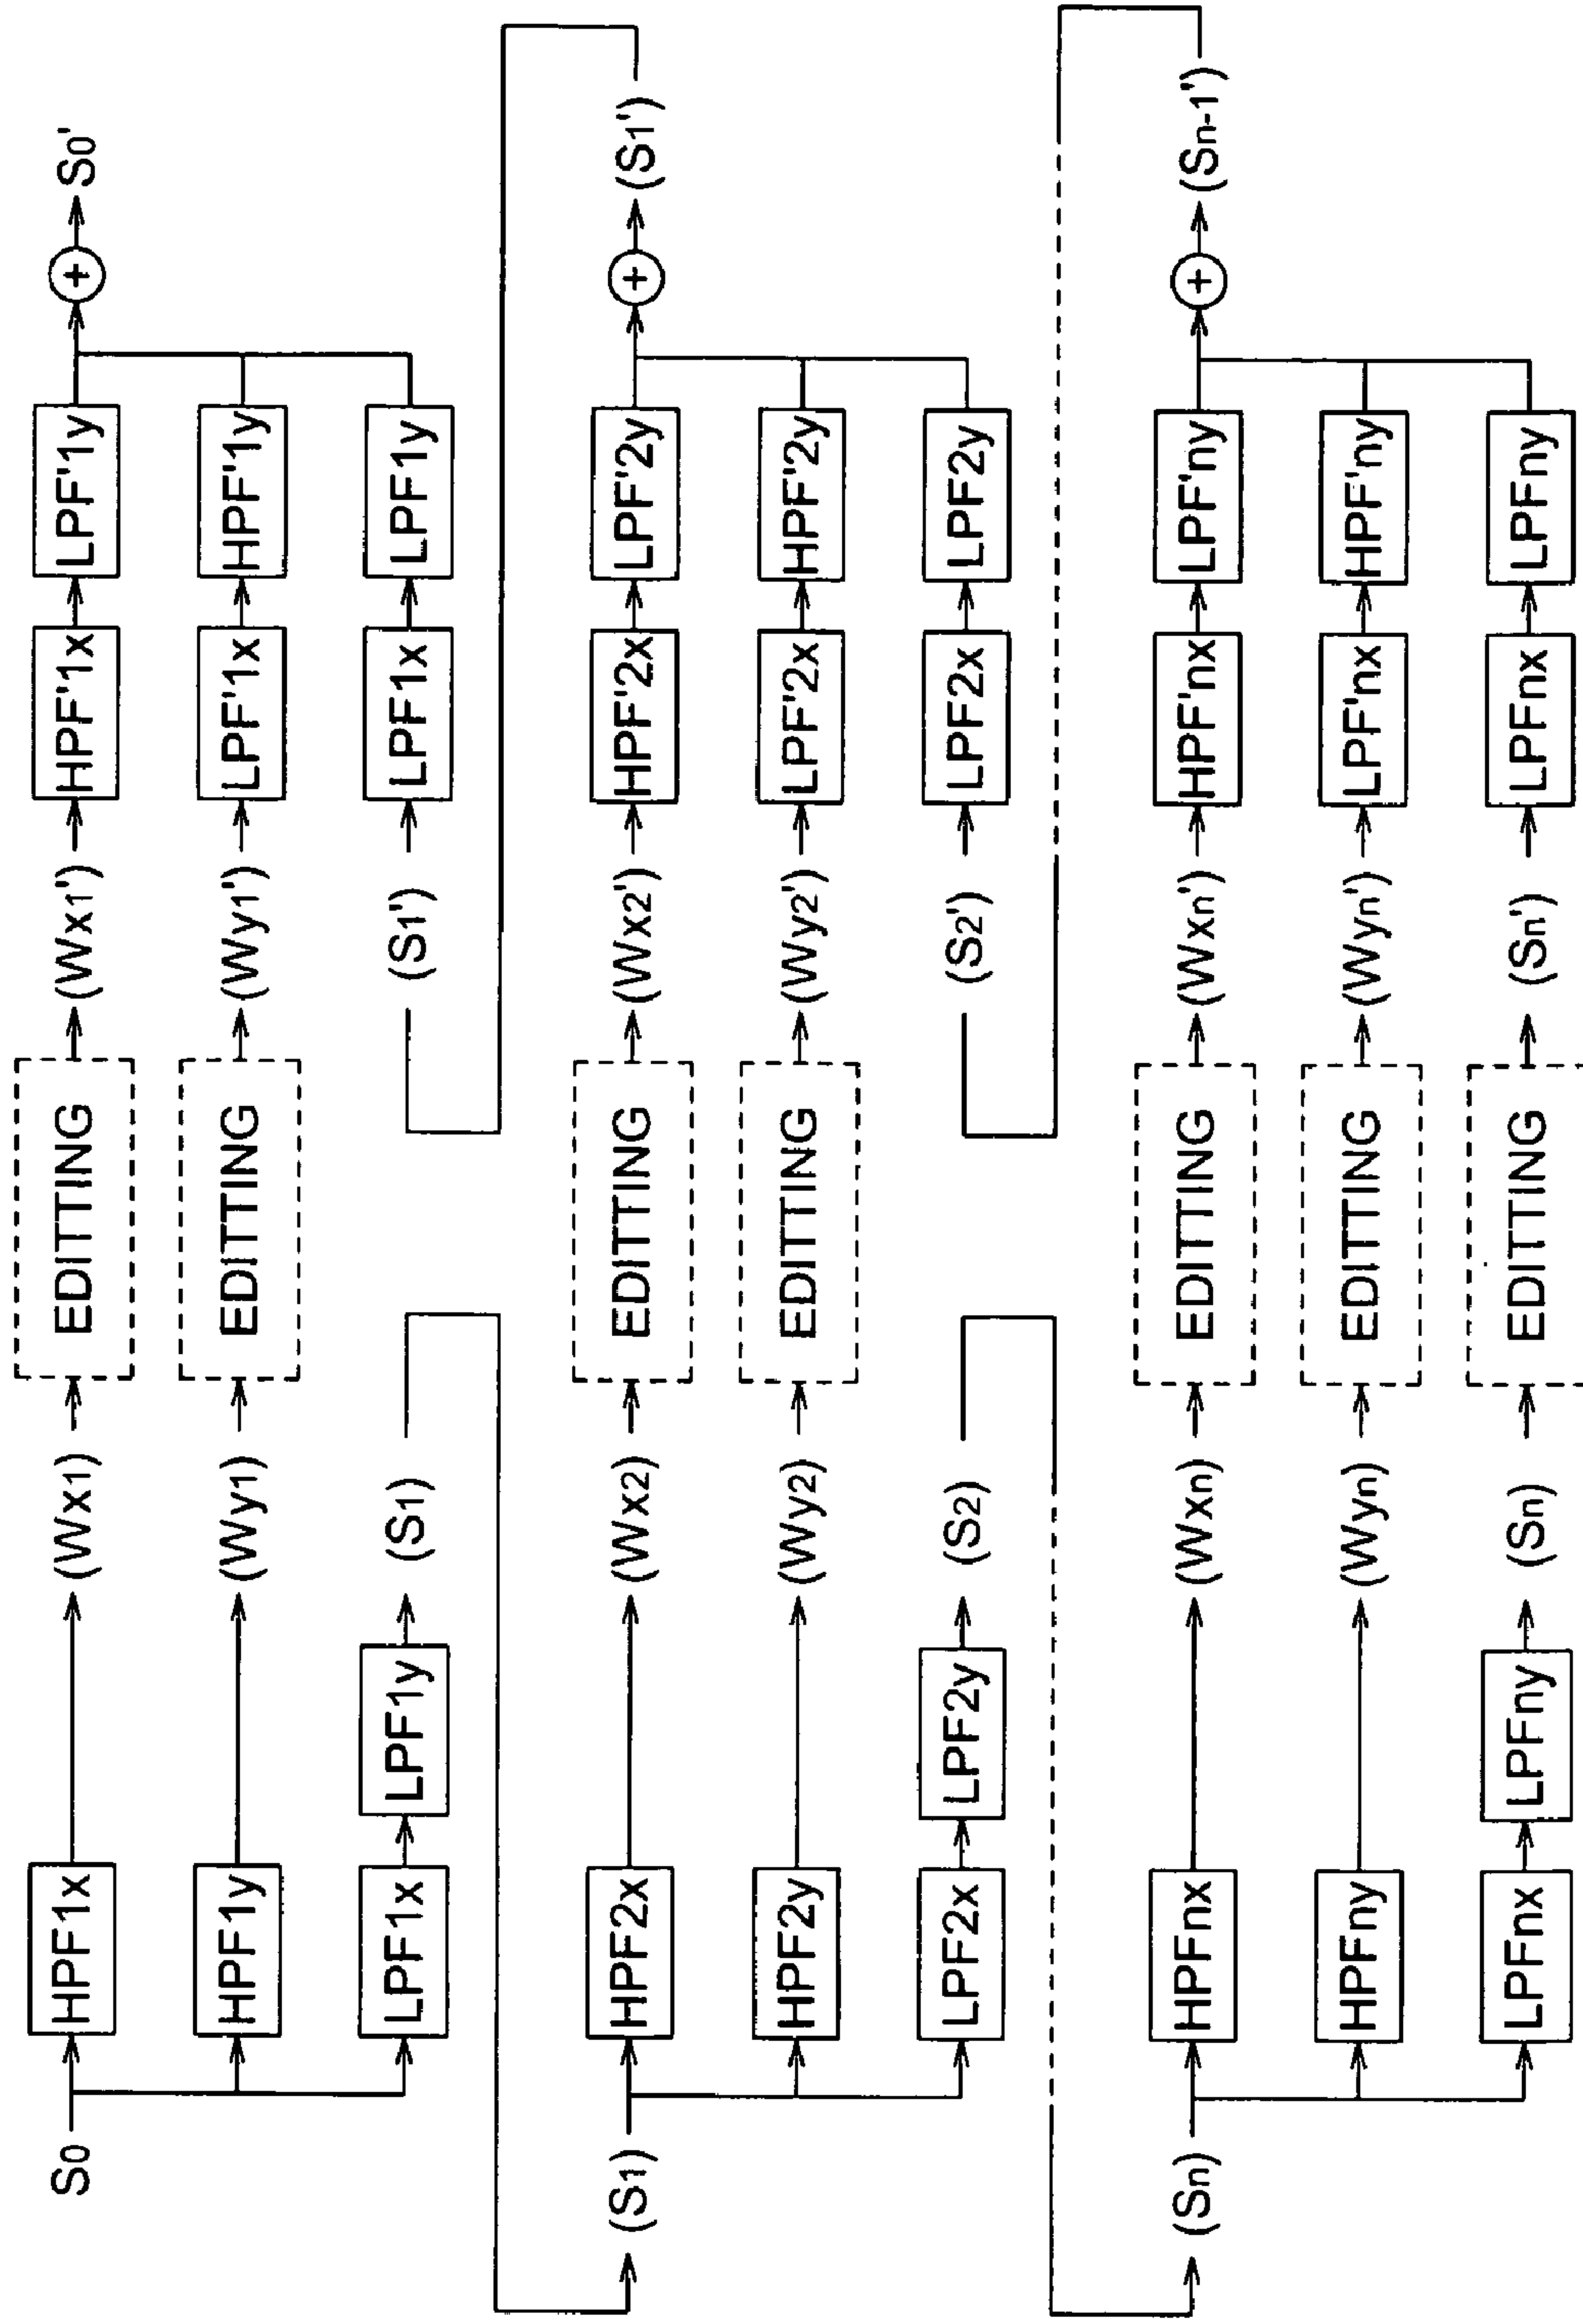 S0 HPF1x (Wx1) EDITTING (Wx1') HPF'1x LPF'1y + S0'
HPF1y (Wy1) EDITTING (Wy1') LPF'1x HPF'1y
LPF1x LPF1y (S1) (S1') LPF1x LPF1y
(S1) HPF2x (Wx2) EDITTING (Wx2') HPF'2x LPF'2y + (S1')
HPF2y (Wy2) EDITTING (Wy2') LPF'2x HPF'2y
LPF2x LPF2y (S2) (S2') LPF2x LPF2y
(Sn) HPFnx (Wxn) EDITTING (Wxn') HPF'nx LPF'ny + (Sn-1')
HPFny (Wyn) EDITTING (Wyn') LPF'nx HPF'ny
LPFnx LPFny (Sn) EDITTING (Sn') LPFnx LPFny